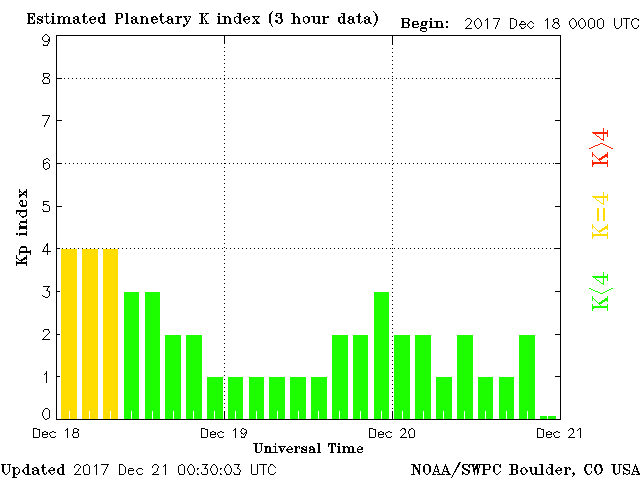 Estimated Planetary K index (3 hour data)
Begin: 2017 Dec 18 0000 UTC
9
8
7
6
5
4
3
2
1
0
Kp index
K>4
K=4
K<4
Dec 18 Dec 19 Dec 20 Dec 21
Universal Time
Updated 2017 Dec 21 00:30:03 UTC
NOAA/SWPC Boulder, CO USA